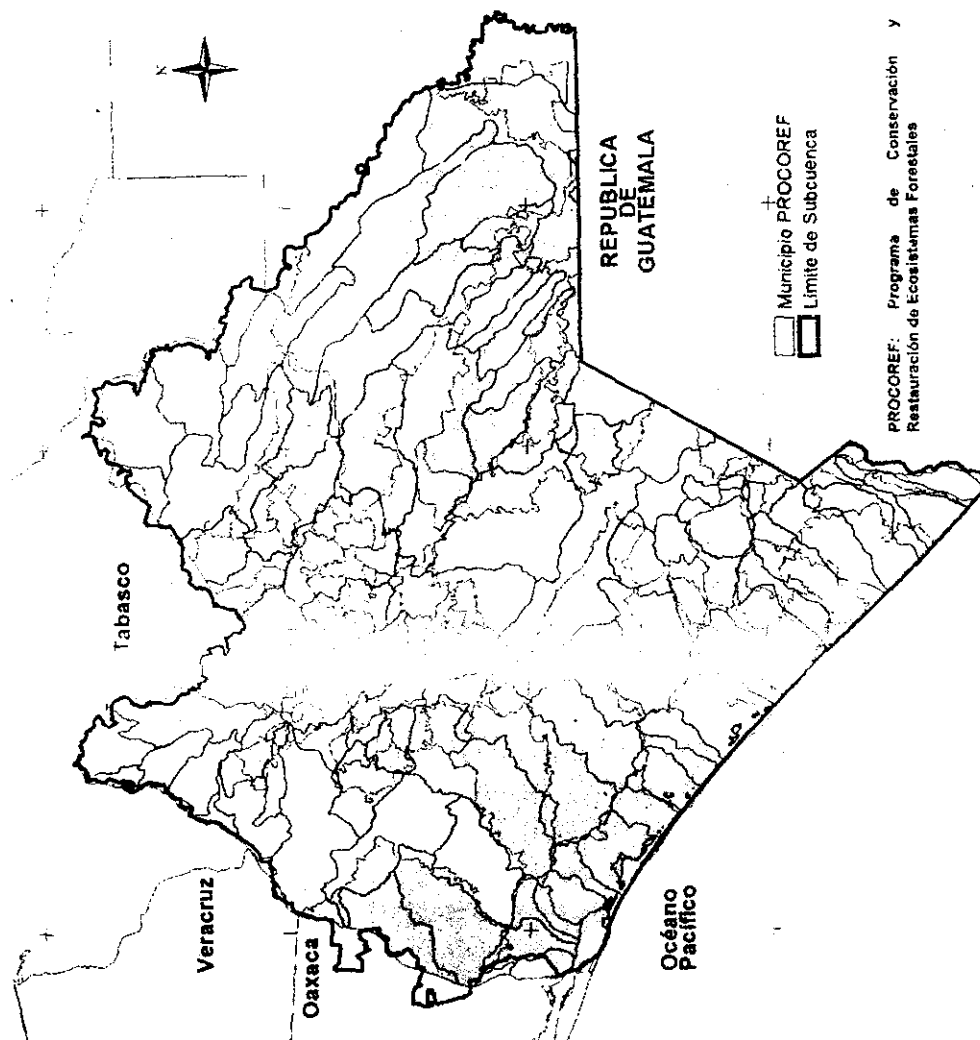 N
Tabasco
Veracruz
Oaxaca
REPUBLICA
DE
GUATEMALA
Océano
Pacífico
Municipio PROCOREF
Límite de Subcuenca
PROCOREF: Programa de Conservación y
Restauración de Ecosistemas Forestales